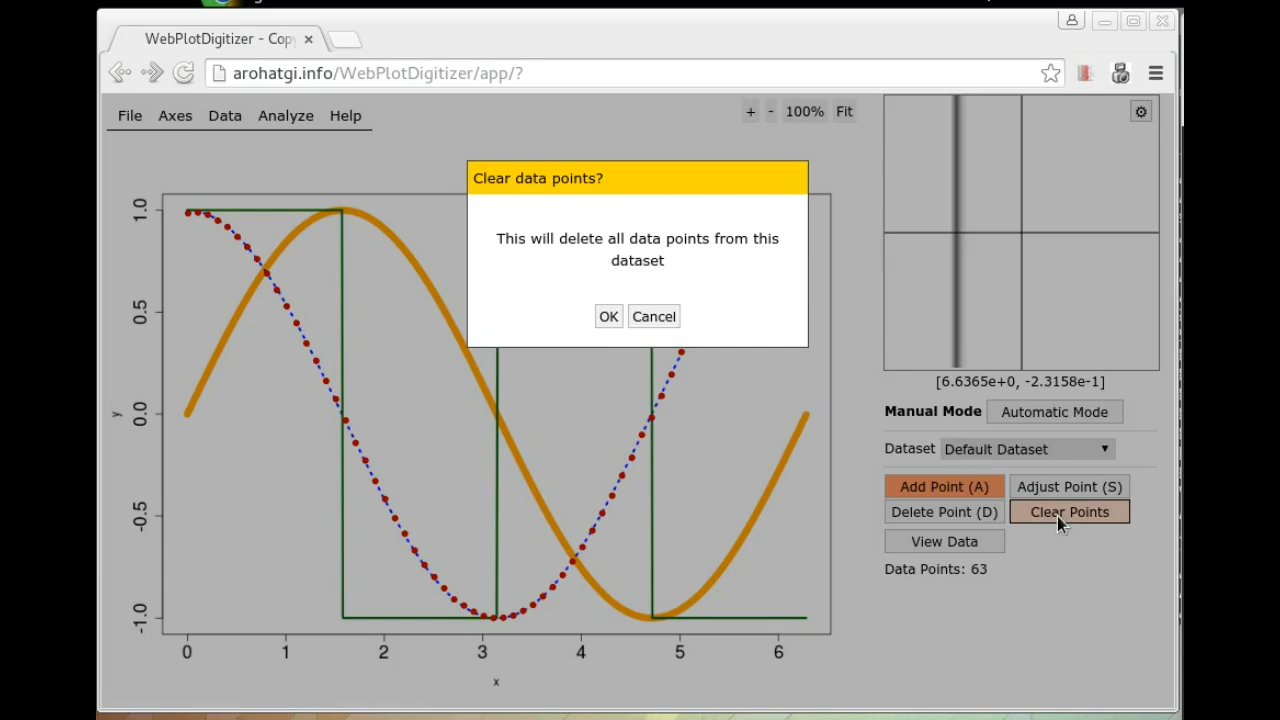 WebPlotDigitizer - Cop
arohatgi.info/WebPlotDigitizer/app/?
File Axes Data Analyze Help
+ - 100% Fit
Clear data points?
This will delete all data points from this
dataset
OK Cancel
1.0
0.5
0.0
-0.5
-1.0
y
0 1 2 3 4 5 6
x
[6.6365e+0, -2.3158e-1]
Manual Mode Automatic Mode
Dataset Default Dataset
Add Point (A) Adjust Point (S)
Delete Point (D) Clear Points
View Data
Data Points: 63